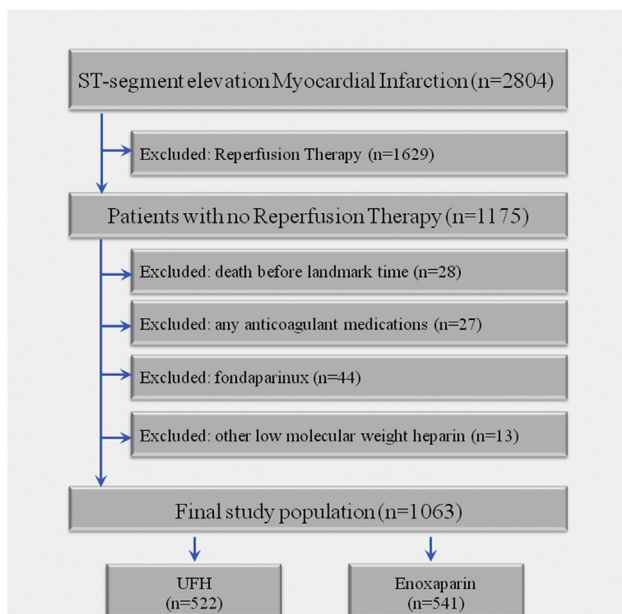 ST-segment elevation Myocardial Infarction (n=2804)
Excluded: Reperfusion Therapy (n=1629)
Patients with no Reperfusion Therapy (n=1175)
Excluded: death before landmark time (n=28)
Excluded: any anticoagulant medications (n=27)
Excluded: fondaparinux (n=44)
Excluded: other low molecular weight heparin (n=13)
Final study population (n=1063)
UFH
(n=522)
Enoxaparin
(n=541)